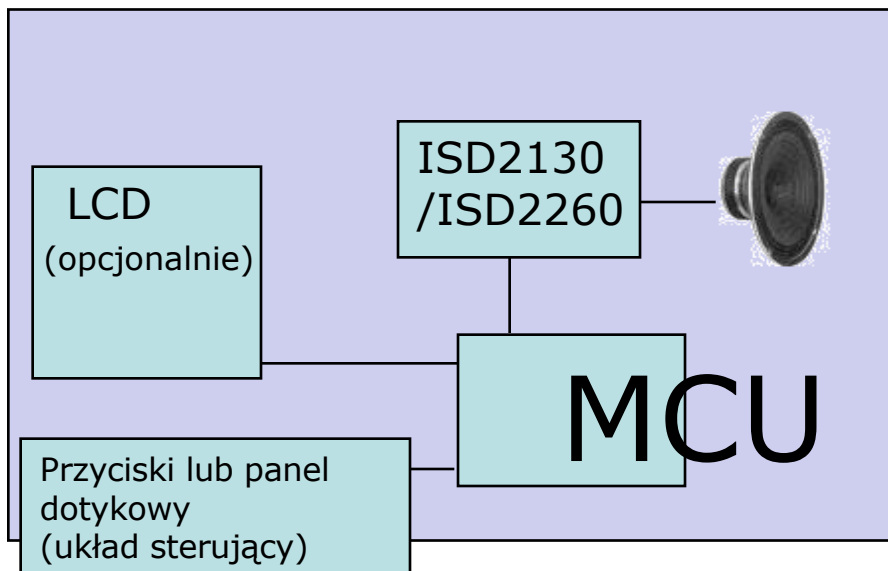 ISD2130
/ISD2260
LCD
(opcjonalnie)
MCU
Przyciski lub panel
dotykowy
(układ sterujący)